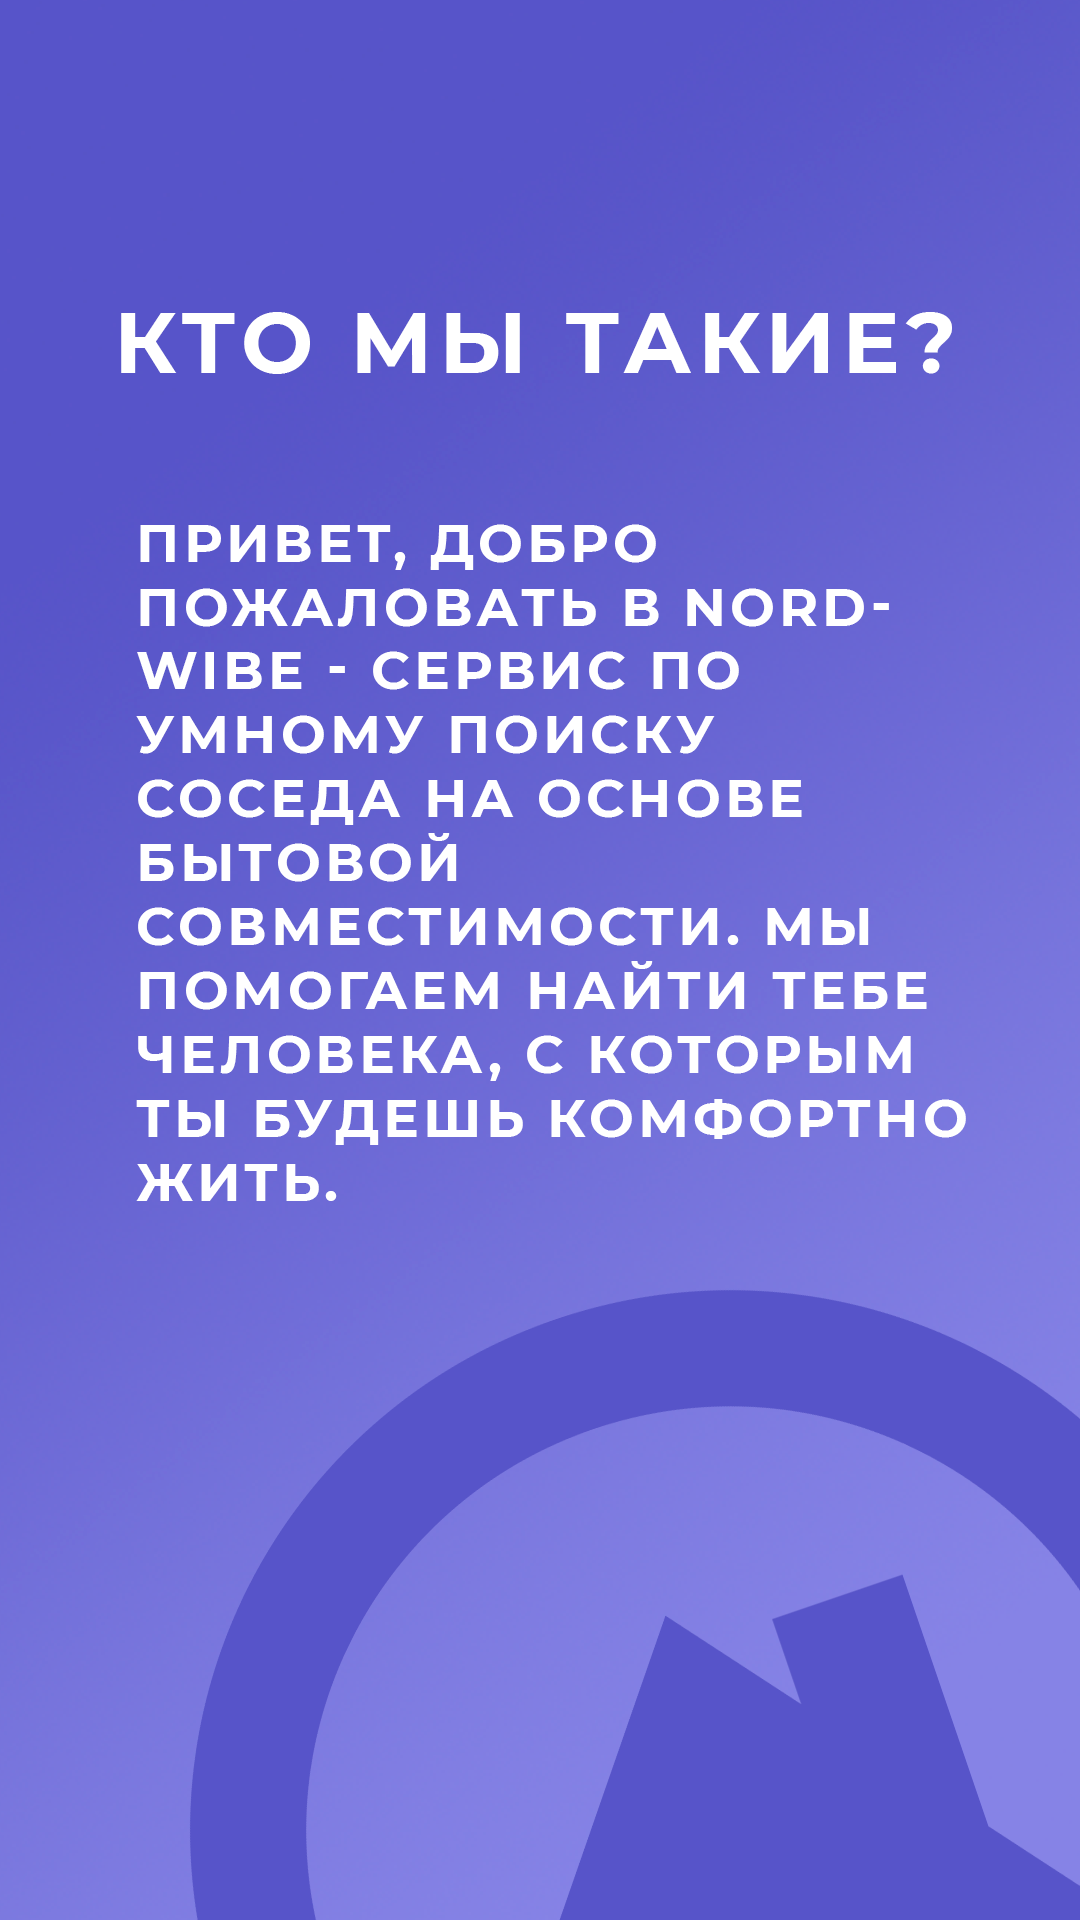 КТО МЫ ТАКИЕ?
ПРИВЕТ, ДОБРО
ПОЖАЛОВАТЬ В NORD-
WIBE - СЕРВИС ПО
УМНОМУ ПОИСКУ
СОСЕДА НА ОСНОВЕ
БЫТОВОЙ
СОВМЕСТИМОСТИ. МЫ
ПОМОГАЕМ НАЙТИ ТЕБЕ
ЧЕЛОВЕКА, С КОТОРЫМ
ТЫ БУДЕШЬ КОМФОРТНО
ЖИТЬ.